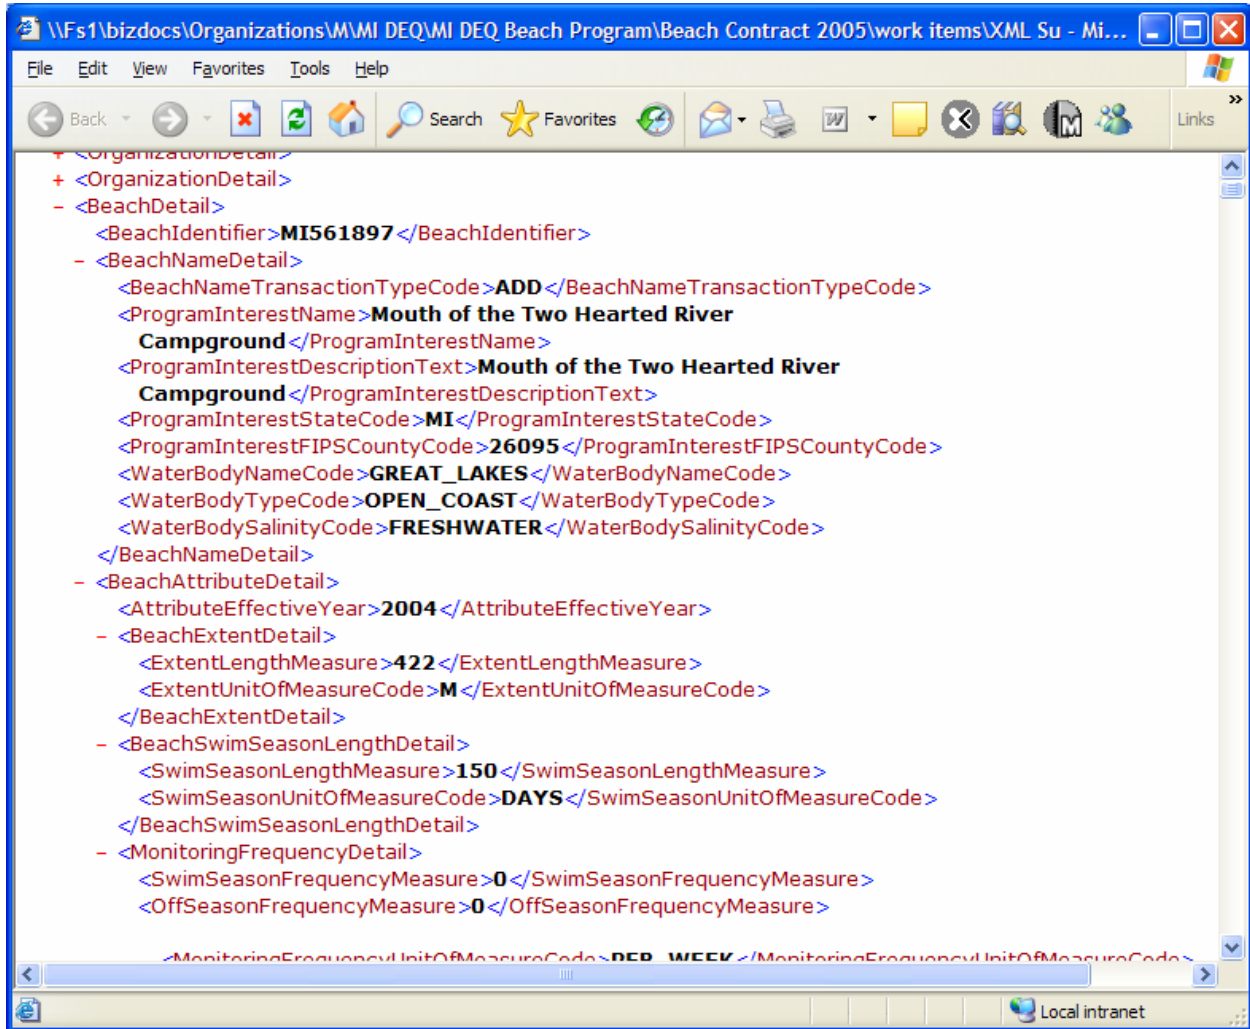 \\Fs1\bizdocs\Organizations\M\MI DEQ\MI DEQ Beach Program\Beach Contract 2005\work items\XML Su - Mi...
File Edit View Favorites Tools Help
Back Search Favorites Links »
+ <OrganizationDetail>
+ <OrganizationDetail>
- <BeachDetail>
<BeachIdentifier>MI561897</BeachIdentifier>
- <BeachNameDetail>
<BeachNameTransactionTypeCode>ADD</BeachNameTransactionTypeCode>
<ProgramInterestName>Mouth of the Two Hearted River
Campground</ProgramInterestName>
<ProgramInterestDescriptionText>Mouth of the Two Hearted River
Campground</ProgramInterestDescriptionText>
<ProgramInterestStateCode>MI</ProgramInterestStateCode>
<ProgramInterestFIPSCountyCode>26095</ProgramInterestFIPSCountyCode>
<WaterBodyNameCode>GREAT_LAKES</WaterBodyNameCode>
<WaterBodyTypeCode>OPEN_COAST</WaterBodyTypeCode>
<WaterBodySalinityCode>FRESHWATER</WaterBodySalinityCode>
</BeachNameDetail>
- <BeachAttributeDetail>
<AttributeEffectiveYear>2004</AttributeEffectiveYear>
- <BeachExtentDetail>
<ExtentLengthMeasure>422</ExtentLengthMeasure>
<ExtentUnitOfMeasureCode>M</ExtentUnitOfMeasureCode>
</BeachExtentDetail>
- <BeachSwimSeasonLengthDetail>
<SwimSeasonLengthMeasure>150</SwimSeasonLengthMeasure>
<SwimSeasonUnitOfMeasureCode>DAYS</SwimSeasonUnitOfMeasureCode>
</BeachSwimSeasonLengthDetail>
- <MonitoringFrequencyDetail>
<SwimSeasonFrequencyMeasure>0</SwimSeasonFrequencyMeasure>
<OffSeasonFrequencyMeasure>0</OffSeasonFrequencyMeasure>
<MonitoringFrequencyUnitOfMeasureCode>PER_WEEK</MonitoringFrequencyUnitOfMeasureCode>
Local intranet